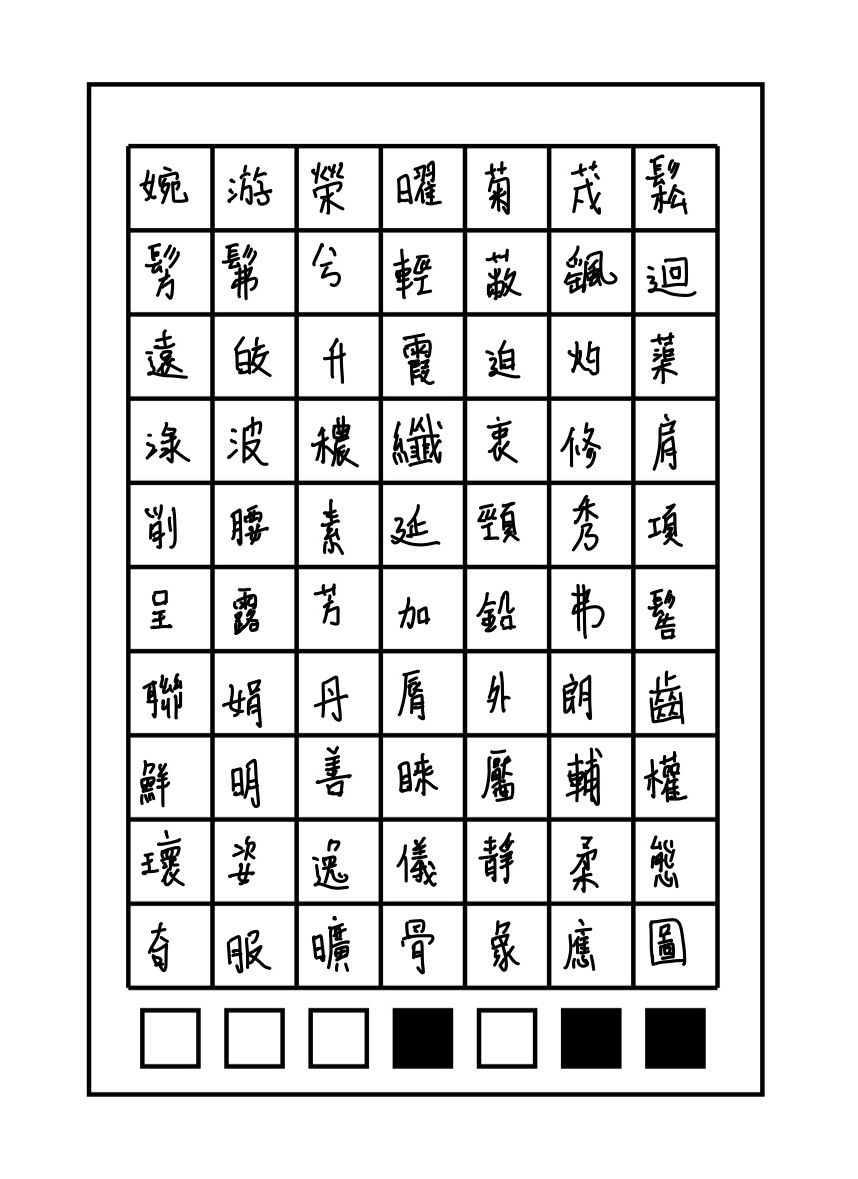 婉游榮曜菊茂鬆
髣髴兮輕蔽颻迴
遠皎升霞迫灼蕖
淥波穠纖衷修肩
削腰素延頸秀項
呈露芳加鉛弗髻
聯娟丹脣外朗齒
鮮明善睞靨輔權
瓌姿逸儀靜柔態
奇服曠骨象應圖